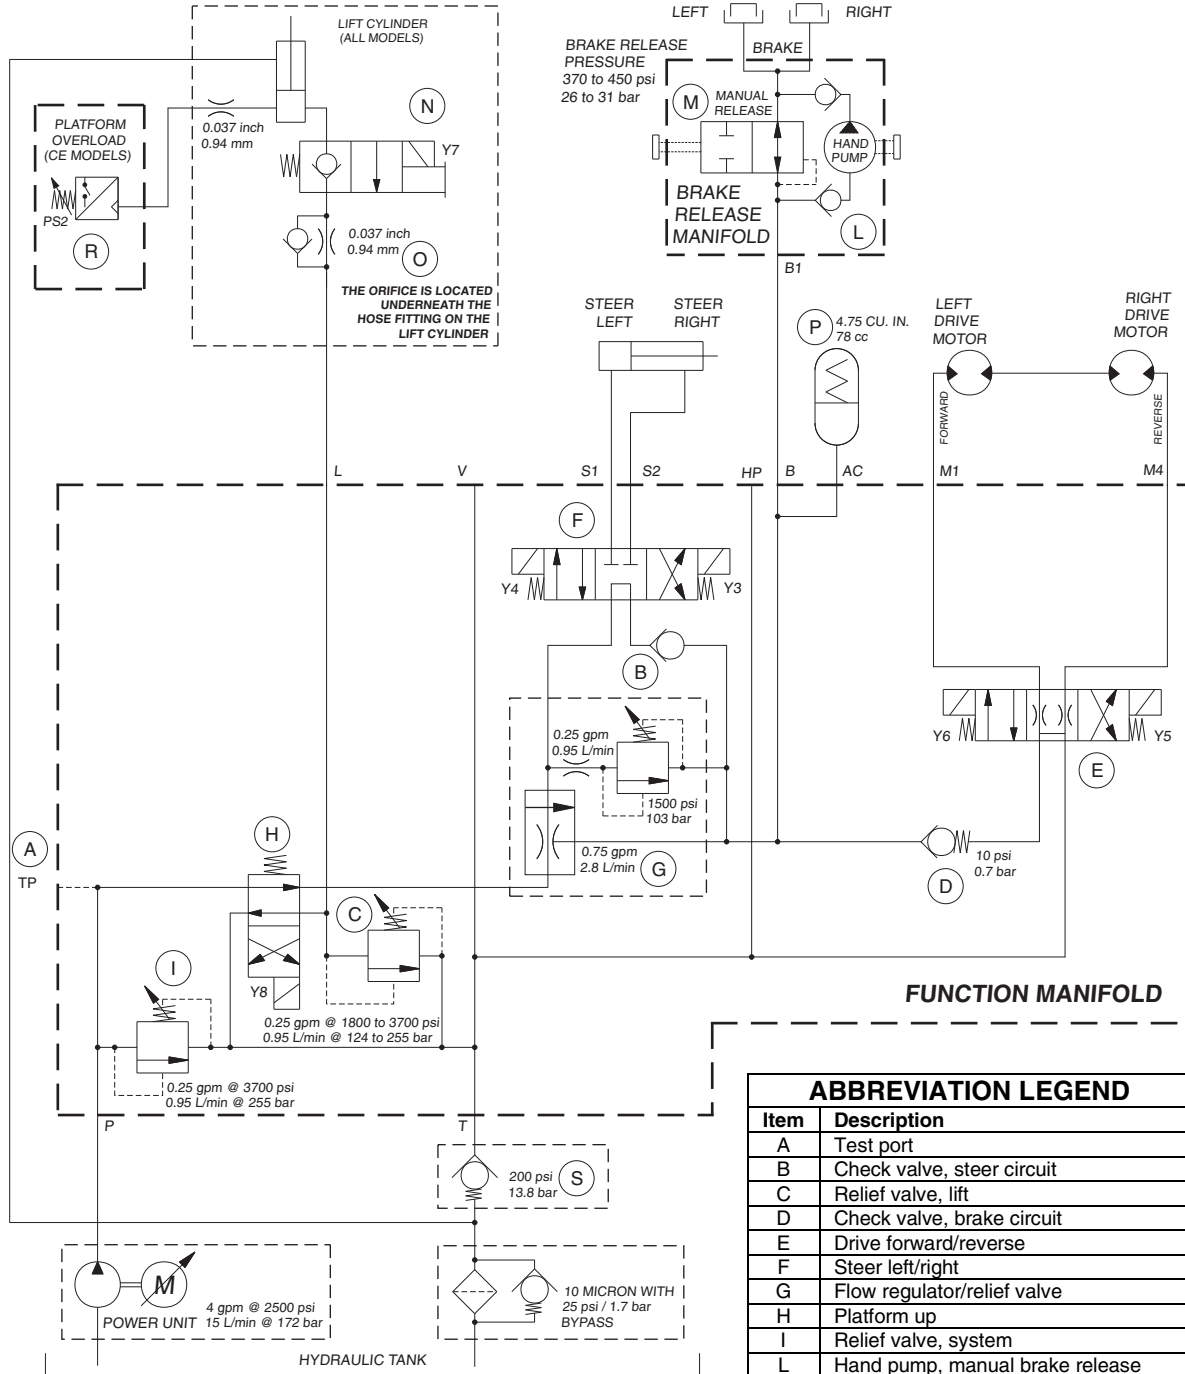 LEFT
RIGHT
BRAKE
BRAKE RELEASE
PRESSURE
370 to 450 psi
26 to 31 bar
LIFT CYLINDER
(ALL MODELS)
N
M
MANUAL
RELEASE
HAND
PUMP
BRAKE
RELEASE
MANIFOLD
L
B1
PLATFORM
OVERLOAD
(CE MODELS)
PS2
R
0.037 inch
0.94 mm
Y7
0.037 inch
0.94 mm
O
THE ORIFICE IS LOCATED
UNDERNEATH THE
HOSE FITTING ON THE
LIFT CYLINDER
STEER
LEFT
STEER
RIGHT
P
4.75 CU. IN.
78 cc
LEFT
DRIVE
MOTOR
RIGHT
DRIVE
MOTOR
FORWARD
REVERSE
L
V
S1
S2
HP
B
AC
M1
M4
F
Y4
Y3
B
Y6
Y5
E
0.25 gpm
0.95 L/min
1500 psi
103 bar
0.75 gpm
2.8 L/min
G
10 psi
0.7 bar
D
A
TP
H
C
I
Y8
0.25 gpm @ 1800 to 3700 psi
0.95 L/min @ 124 to 255 bar
0.25 gpm @ 3700 psi
0.95 L/min @ 255 bar
FUNCTION MANIFOLD
P
T
200 psi
13.8 bar
S
M
POWER UNIT
4 gpm @ 2500 psi
15 L/min @ 172 bar
10 MICRON WITH
25 psi / 1.7 bar
BYPASS
HYDRAULIC TANK
ABBREVIATION LEGEND
Item Description
A Test port
B Check valve, steer circuit
C Relief valve, lift
D Check valve, brake circuit
E Drive forward/reverse
F Steer left/right
G Flow regulator/relief valve
H Platform up
I Relief valve, system
L Hand pump, manual brake release